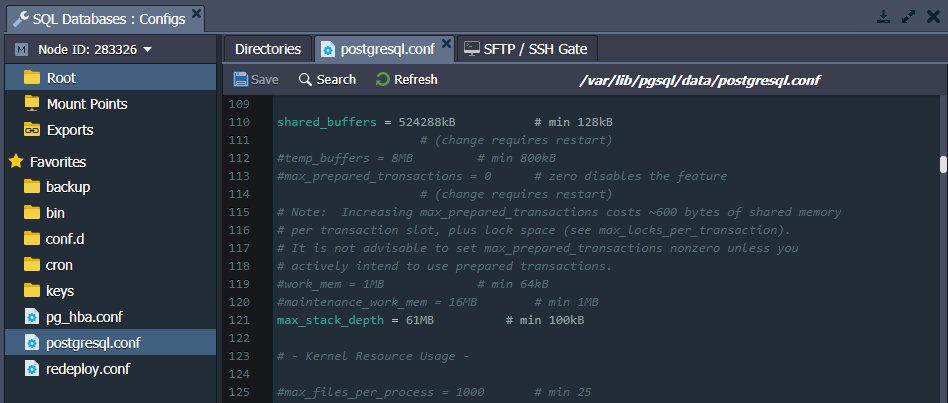 SQL Databases : Configs
Node ID: 283326
Root
Mount Points
Exports
Favorites
backup
bin
conf.d
cron
keys
pg_hba.conf
postgresql.conf
redeploy.conf
Directories
postgresql.conf
SFTP / SSH Gate
Save
Search
Refresh
/var/lib/pgsql/data/postgresql.conf
109
110 shared_buffers = 524288kB # min 128kB
111 # (change requires restart)
112 #temp_buffers = 8MB # min 800kB
113 #max_prepared_transactions = 0 # zero disables the feature
114 # (change requires restart)
115 # Note:  Increasing max_prepared_transactions costs ~600 bytes of shared memory
116 # per transaction slot, plus lock space (see max_locks_per_transaction).
117 # It is not advisable to set max_prepared_transactions nonzero unless you
118 # actively intend to use prepared transactions.
119 #work_mem = 1MB # min 64kB
120 #maintenance_work_mem = 16MB # min 1MB
121 max_stack_depth = 61MB # min 100kB
122
123 # - Kernel Resource Usage -
124
125 #max_files_per_process = 1000 # min 25